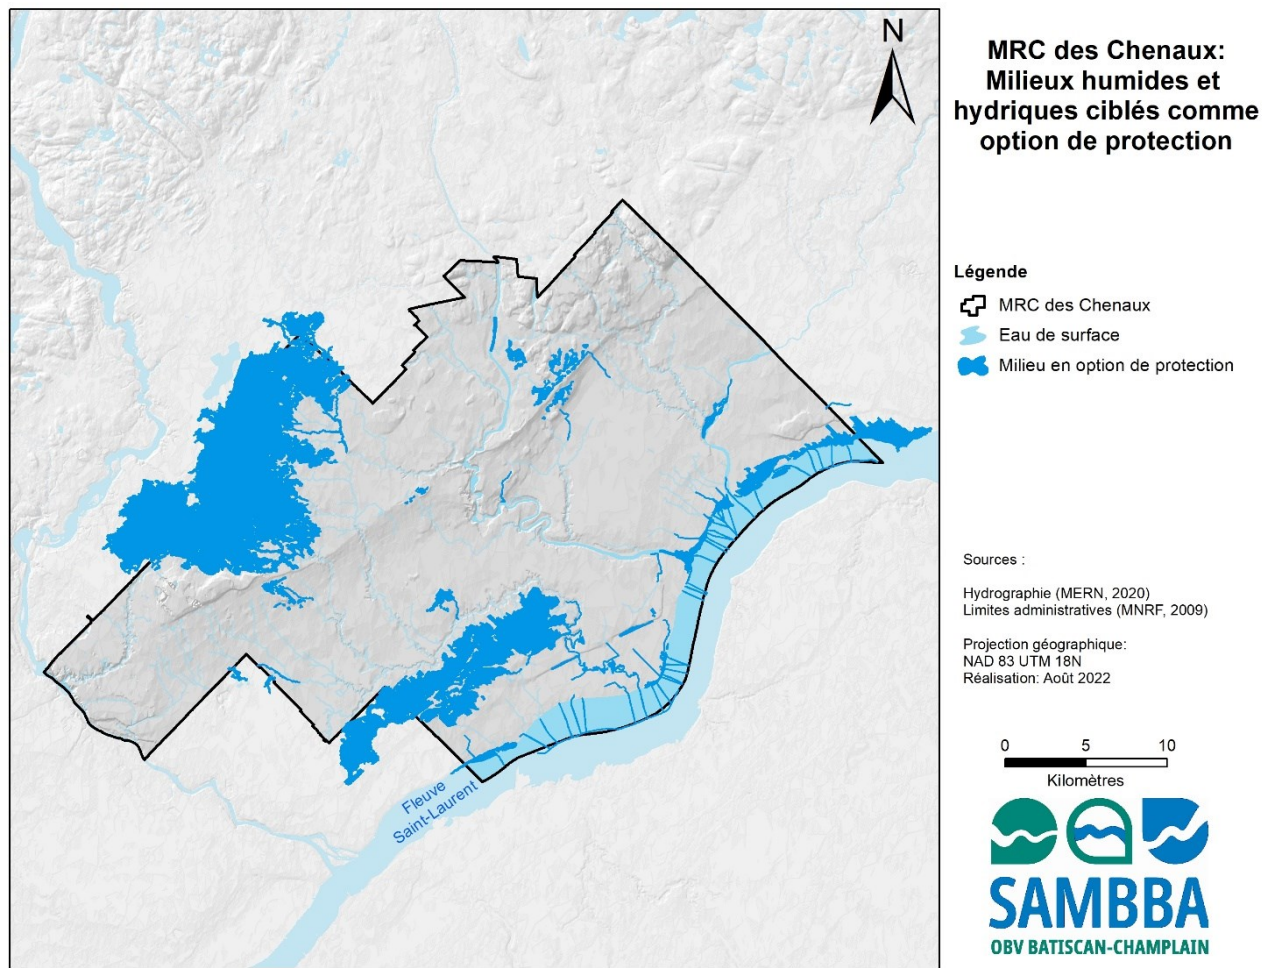 N
Fleuve
Saint-Laurent
MRC des Chenaux:
Milieux humides et
hydriques ciblés comme
option de protection
Légende
MRC des Chenaux
Eau de surface
Milieu en option de protection
Sources :
Hydrographie (MERN, 2020)
Limites administratives (MNRF, 2009)
Projection géographique:
NAD 83 UTM 18N
Réalisation: Août 2022
0 5 10
Kilomètres
SAMBBA
OBV BATISCAN-CHAMPLAIN